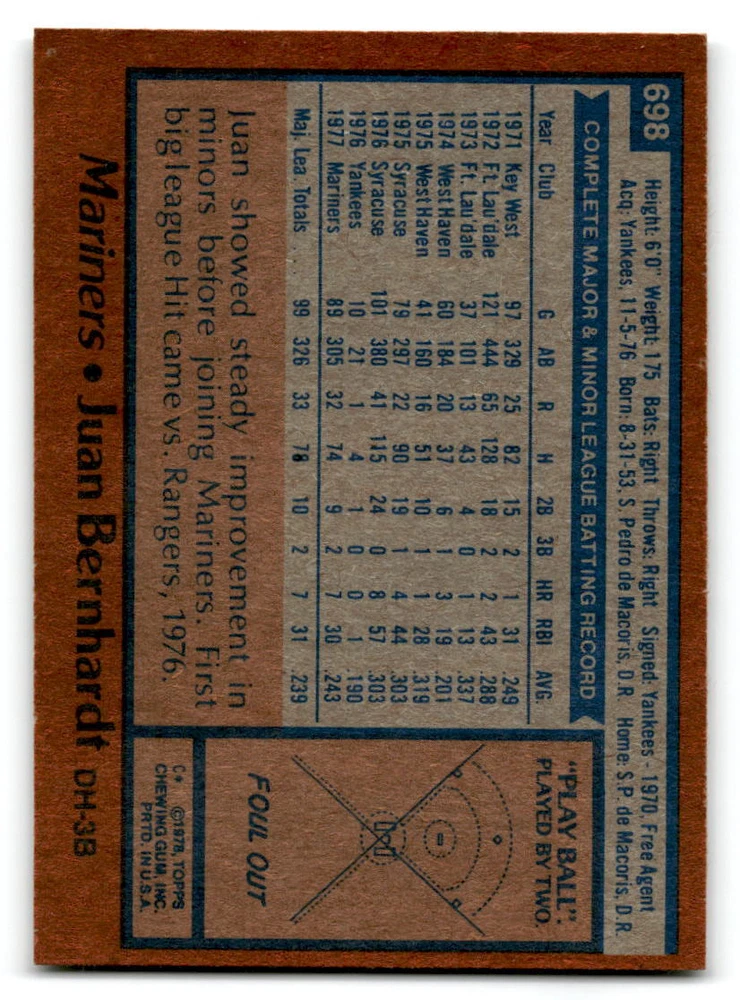 698
Height: 6'0" Weight: 175 Bats: Right Throws: Right Signed: Yankees - 1970, Free Agent
Acq: Yankees, 11-5-76 Born: 8-31-53, S. Pedro de Macoris, D.R. Home: S.P. de Macoris, D.R.
COMPLETE MAJOR & MINOR LEAGUE BATTING RECORD
Year Club G AB R H 2B 3B HR RBI AVG.
1971 Key West 97 329 25 82 15 2 1 31 .249
1972 Ft. Lau'dale 121 444 65 128 18 2 2 43 .288
1973 Ft. Lau'dale 37 101 13 43 4 0 1 13 .337
1974 West Haven 60 184 20 37 6 1 3 19 .201
1975 West Haven 41 160 16 51 10 1 1 28 .319
1975 Syracuse 79 297 22 90 19 1 4 44 .303
1976 Syracuse 101 380 41 115 24 0 8 57 .303
1976 Yankees 10 21 1 4 1 0 0 1 .190
1977 Mariners 89 305 32 74 9 2 7 30 .243
Maj. Lea. Totals 99 326 33 78 10 2 7 31 .239
Juan showed steady improvement in
minors before joining Mariners. First
big league Hit came vs. Rangers, 1976.
"PLAY BALL".
PLAYED BY TWO.
FOUL OUT
C* ©1978, TOPPS
CHEWING GUM, INC.
PRTD. IN U.S.A.
Mariners • Juan Bernhardt DH-3B